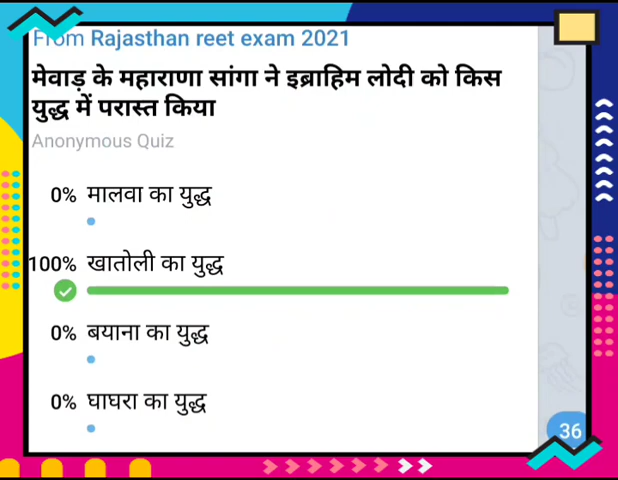 From Rajasthan reet exam 2021
मेवाड़ के महाराणा सांगा ने इब्राहिम लोदी को किस
युद्ध में परास्त किया
Anonymous Quiz
0% मालवा का युद्ध
100% खातोली का युद्ध
0% बयाना का युद्ध
0% घाघरा का युद्ध
36